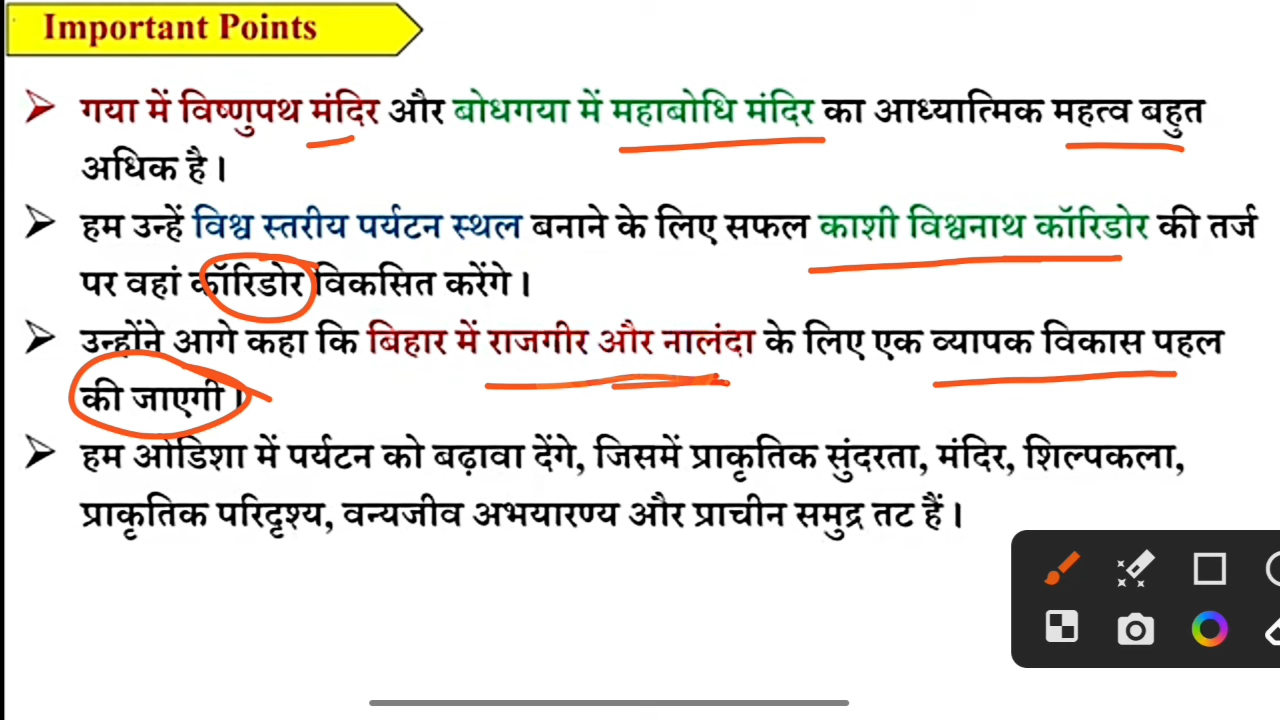 Important Points
गया में विष्णुपथ मंदिर और बोधगया में महाबोधि मंदिर का आध्यात्मिक महत्व बहुत
अधिक है।
हम उन्हें विश्व स्तरीय पर्यटन स्थल बनाने के लिए सफल काशी विश्वनाथ कॉरिडोर की तर्ज
पर वहां कॉरिडोर विकसित करेंगे।
उन्होंने आगे कहा कि बिहार में राजगीर और नालंदा के लिए एक व्यापक विकास पहल
की जाएगी।
हम ओडिशा में पर्यटन को बढ़ावा देंगे, जिसमें प्राकृतिक सुंदरता, मंदिर, शिल्पकला,
प्राकृतिक परिदृश्य, वन्यजीव अभयारण्य और प्राचीन समुद्र तट हैं।